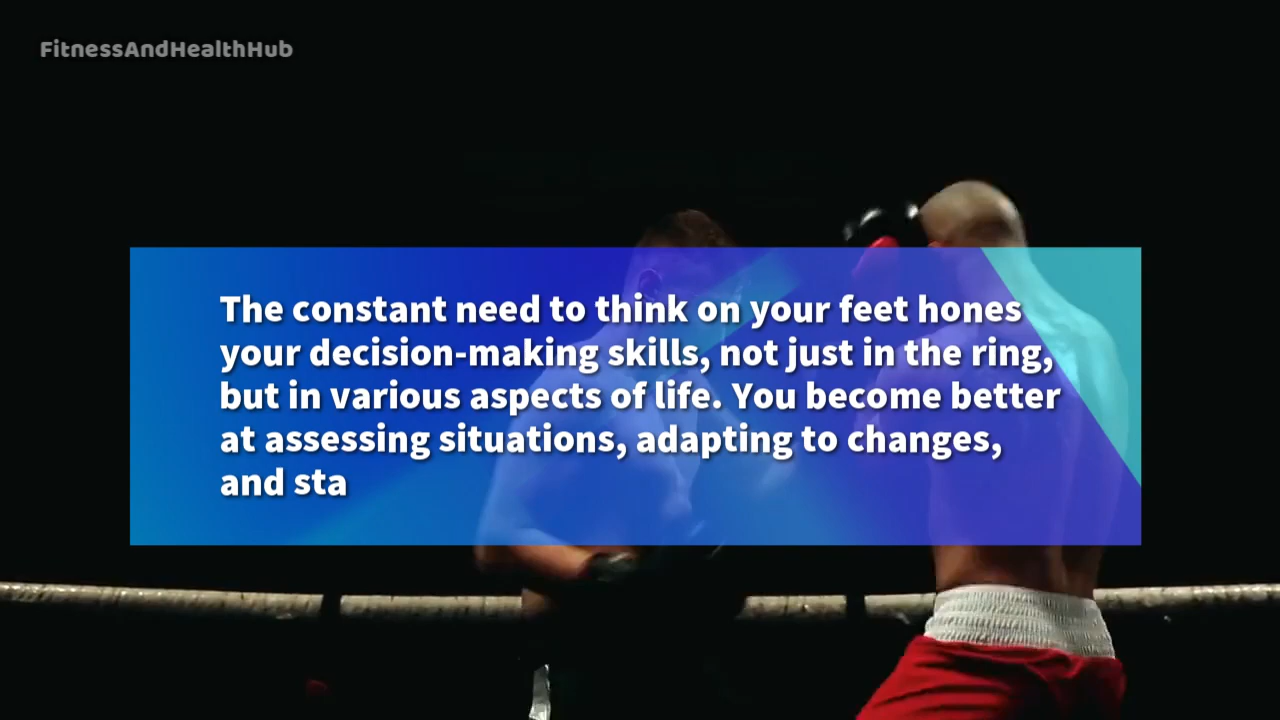 FitnessAndHealthHub
The constant need to think on your feet hones
your decision-making skills, not just in the ring,
but in various aspects of life. You become better
at assessing situations, adapting to changes,
and sta